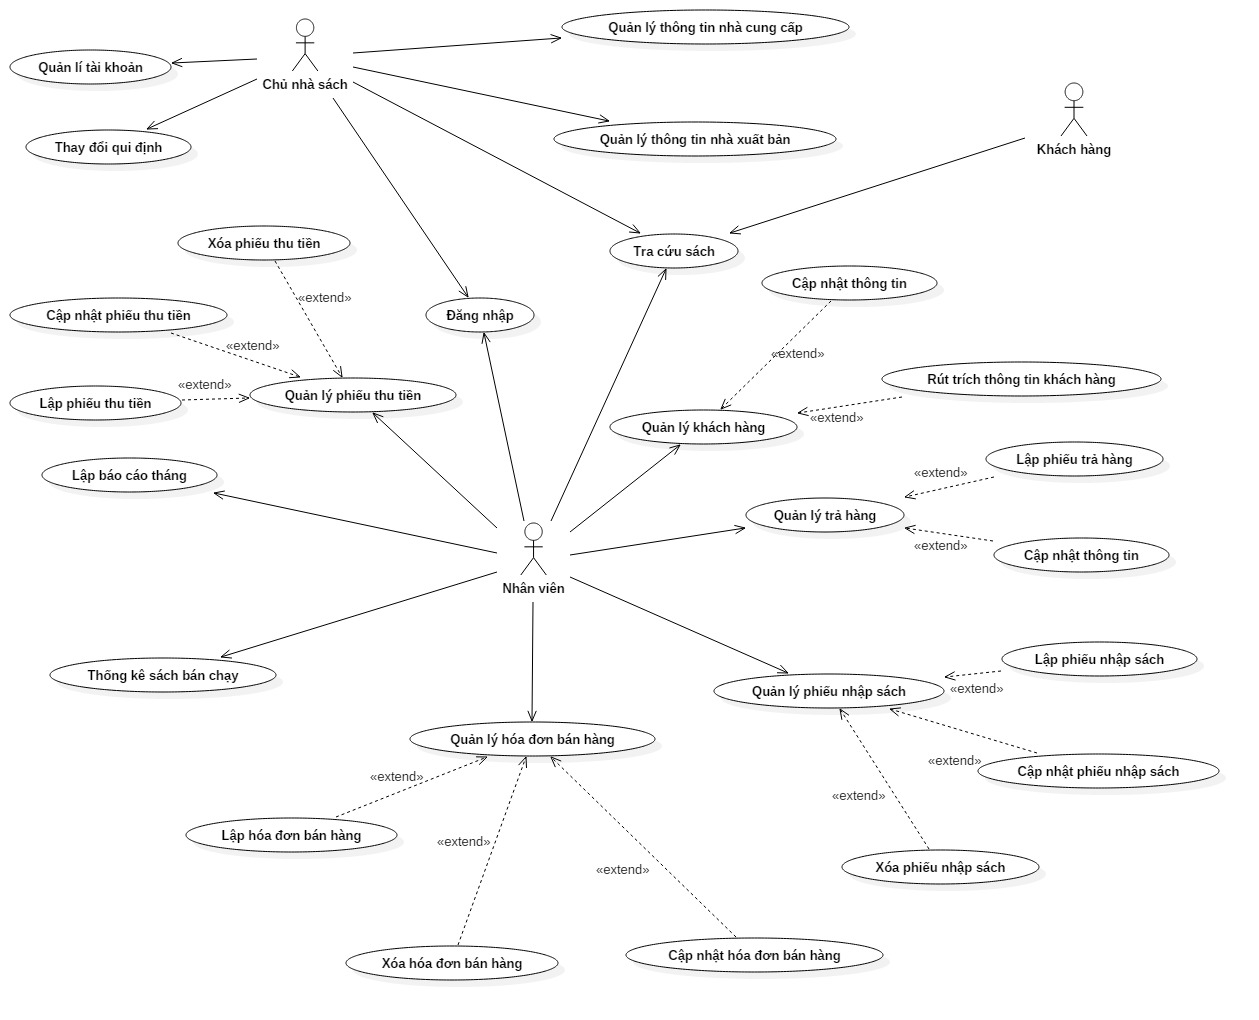 Quản lý thông tin nhà cung cấp
Quản lí tài khoản
Chủ nhà sách
Thay đổi qui định
Quản lý thông tin nhà xuất bản
Khách hàng
Xóa phiếu thu tiền
Tra cứu sách
Cập nhật thông tin
«extend»
Cập nhật phiếu thu tiền
Đăng nhập
«extend»
«extend»
«extend»
Rút trích thông tin khách hàng
Lập phiếu thu tiền
Quản lý phiếu thu tiền
«extend»
Quản lý khách hàng
Lập báo cáo tháng
Lập phiếu trả hàng
«extend»
Quản lý trả hàng
«extend»
Cập nhật thông tin
Nhân viên
Lập phiếu nhập sách
Thống kê sách bán chạy
Quản lý phiếu nhập sách
«extend»
Quản lý hóa đơn bán hàng
«extend»
Cập nhật phiếu nhập sách
«extend»
«extend»
Lập hóa đơn bán hàng
«extend»
«extend»
Xóa phiếu nhập sách
Xóa hóa đơn bán hàng
Cập nhật hóa đơn bán hàng